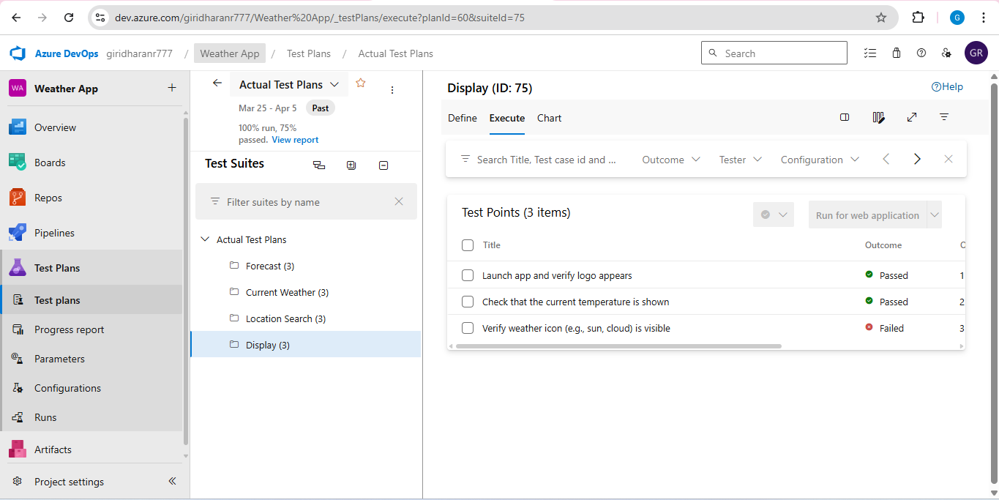 dev.azure.com/giridharanr777/Weather%20App/_testPlans/execute?planId=60&suiteId=75
G
Azure DevOps giridharanr777 / Weather App / Test Plans / Actual Test Plans
Search
GR
WA Weather App +
Overview
Boards
Repos
Pipelines
Test Plans
Test plans
Progress report
Parameters
Configurations
Runs
Artifacts
Project settings
Actual Test Plans
Mar 25 - Apr 5 Past
100% run, 75%
passed. View report
Test Suites
Filter suites by name
Actual Test Plans
Forecast (3)
Current Weather (3)
Location Search (3)
Display (3)
Display (ID: 75)
Help
Define Execute Chart
Search Title, Test case id and ... Outcome Tester Configuration
Test Points (3 items)
Run for web application
Title Outcome
Launch app and verify logo appears Passed 1
Check that the current temperature is shown Passed 2
Verify weather icon (e.g., sun, cloud) is visible Failed 3